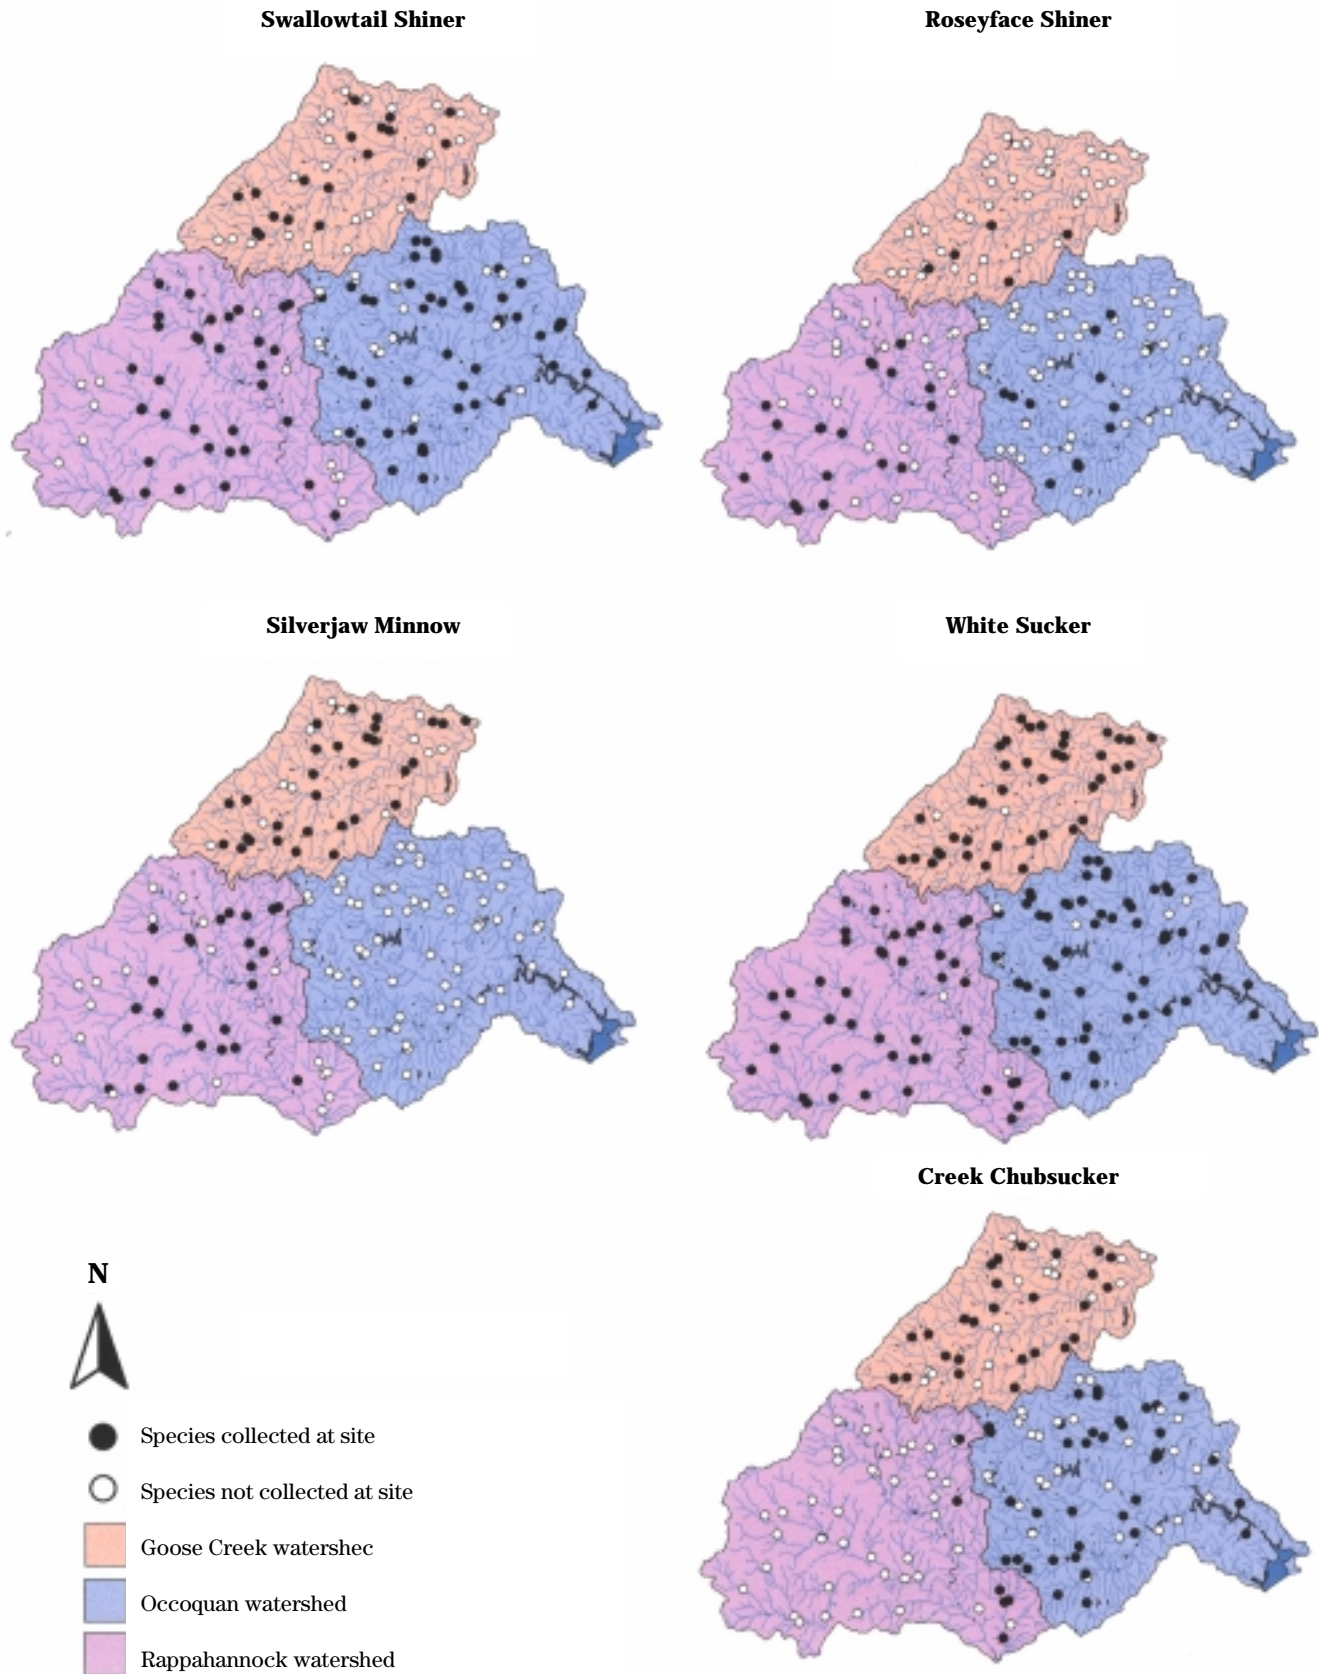 Swallowtail Shiner
Roseyface Shiner
Silverjaw Minnow
White Sucker
Creek Chubsucker
N
Species collected at site
Species not collected at site
Goose Creek watershec
Occoquan watershed
Rappahannock watershed